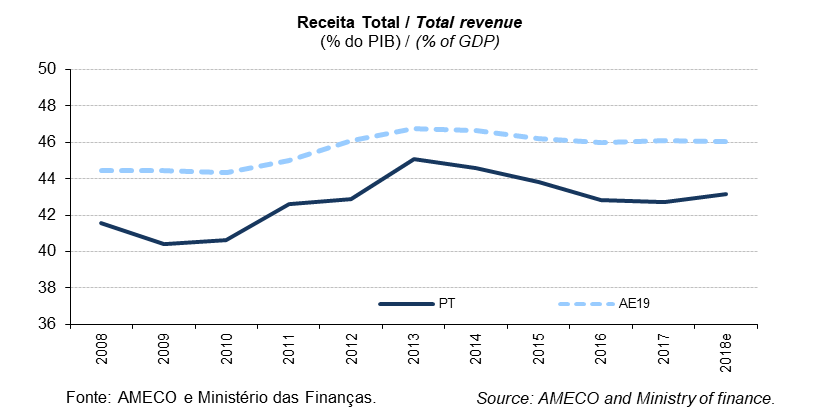 Receita Total / Total revenue
(% do PIB) / (% of GDP)
50
48
46
44
42
40
38
36
PT
AE19
2008
2009
2010
2011
2012
2013
2014
2015
2016
2017
2018e
Fonte: AMECO e Ministério das Finanças.
Source: AMECO and Ministry of finance.